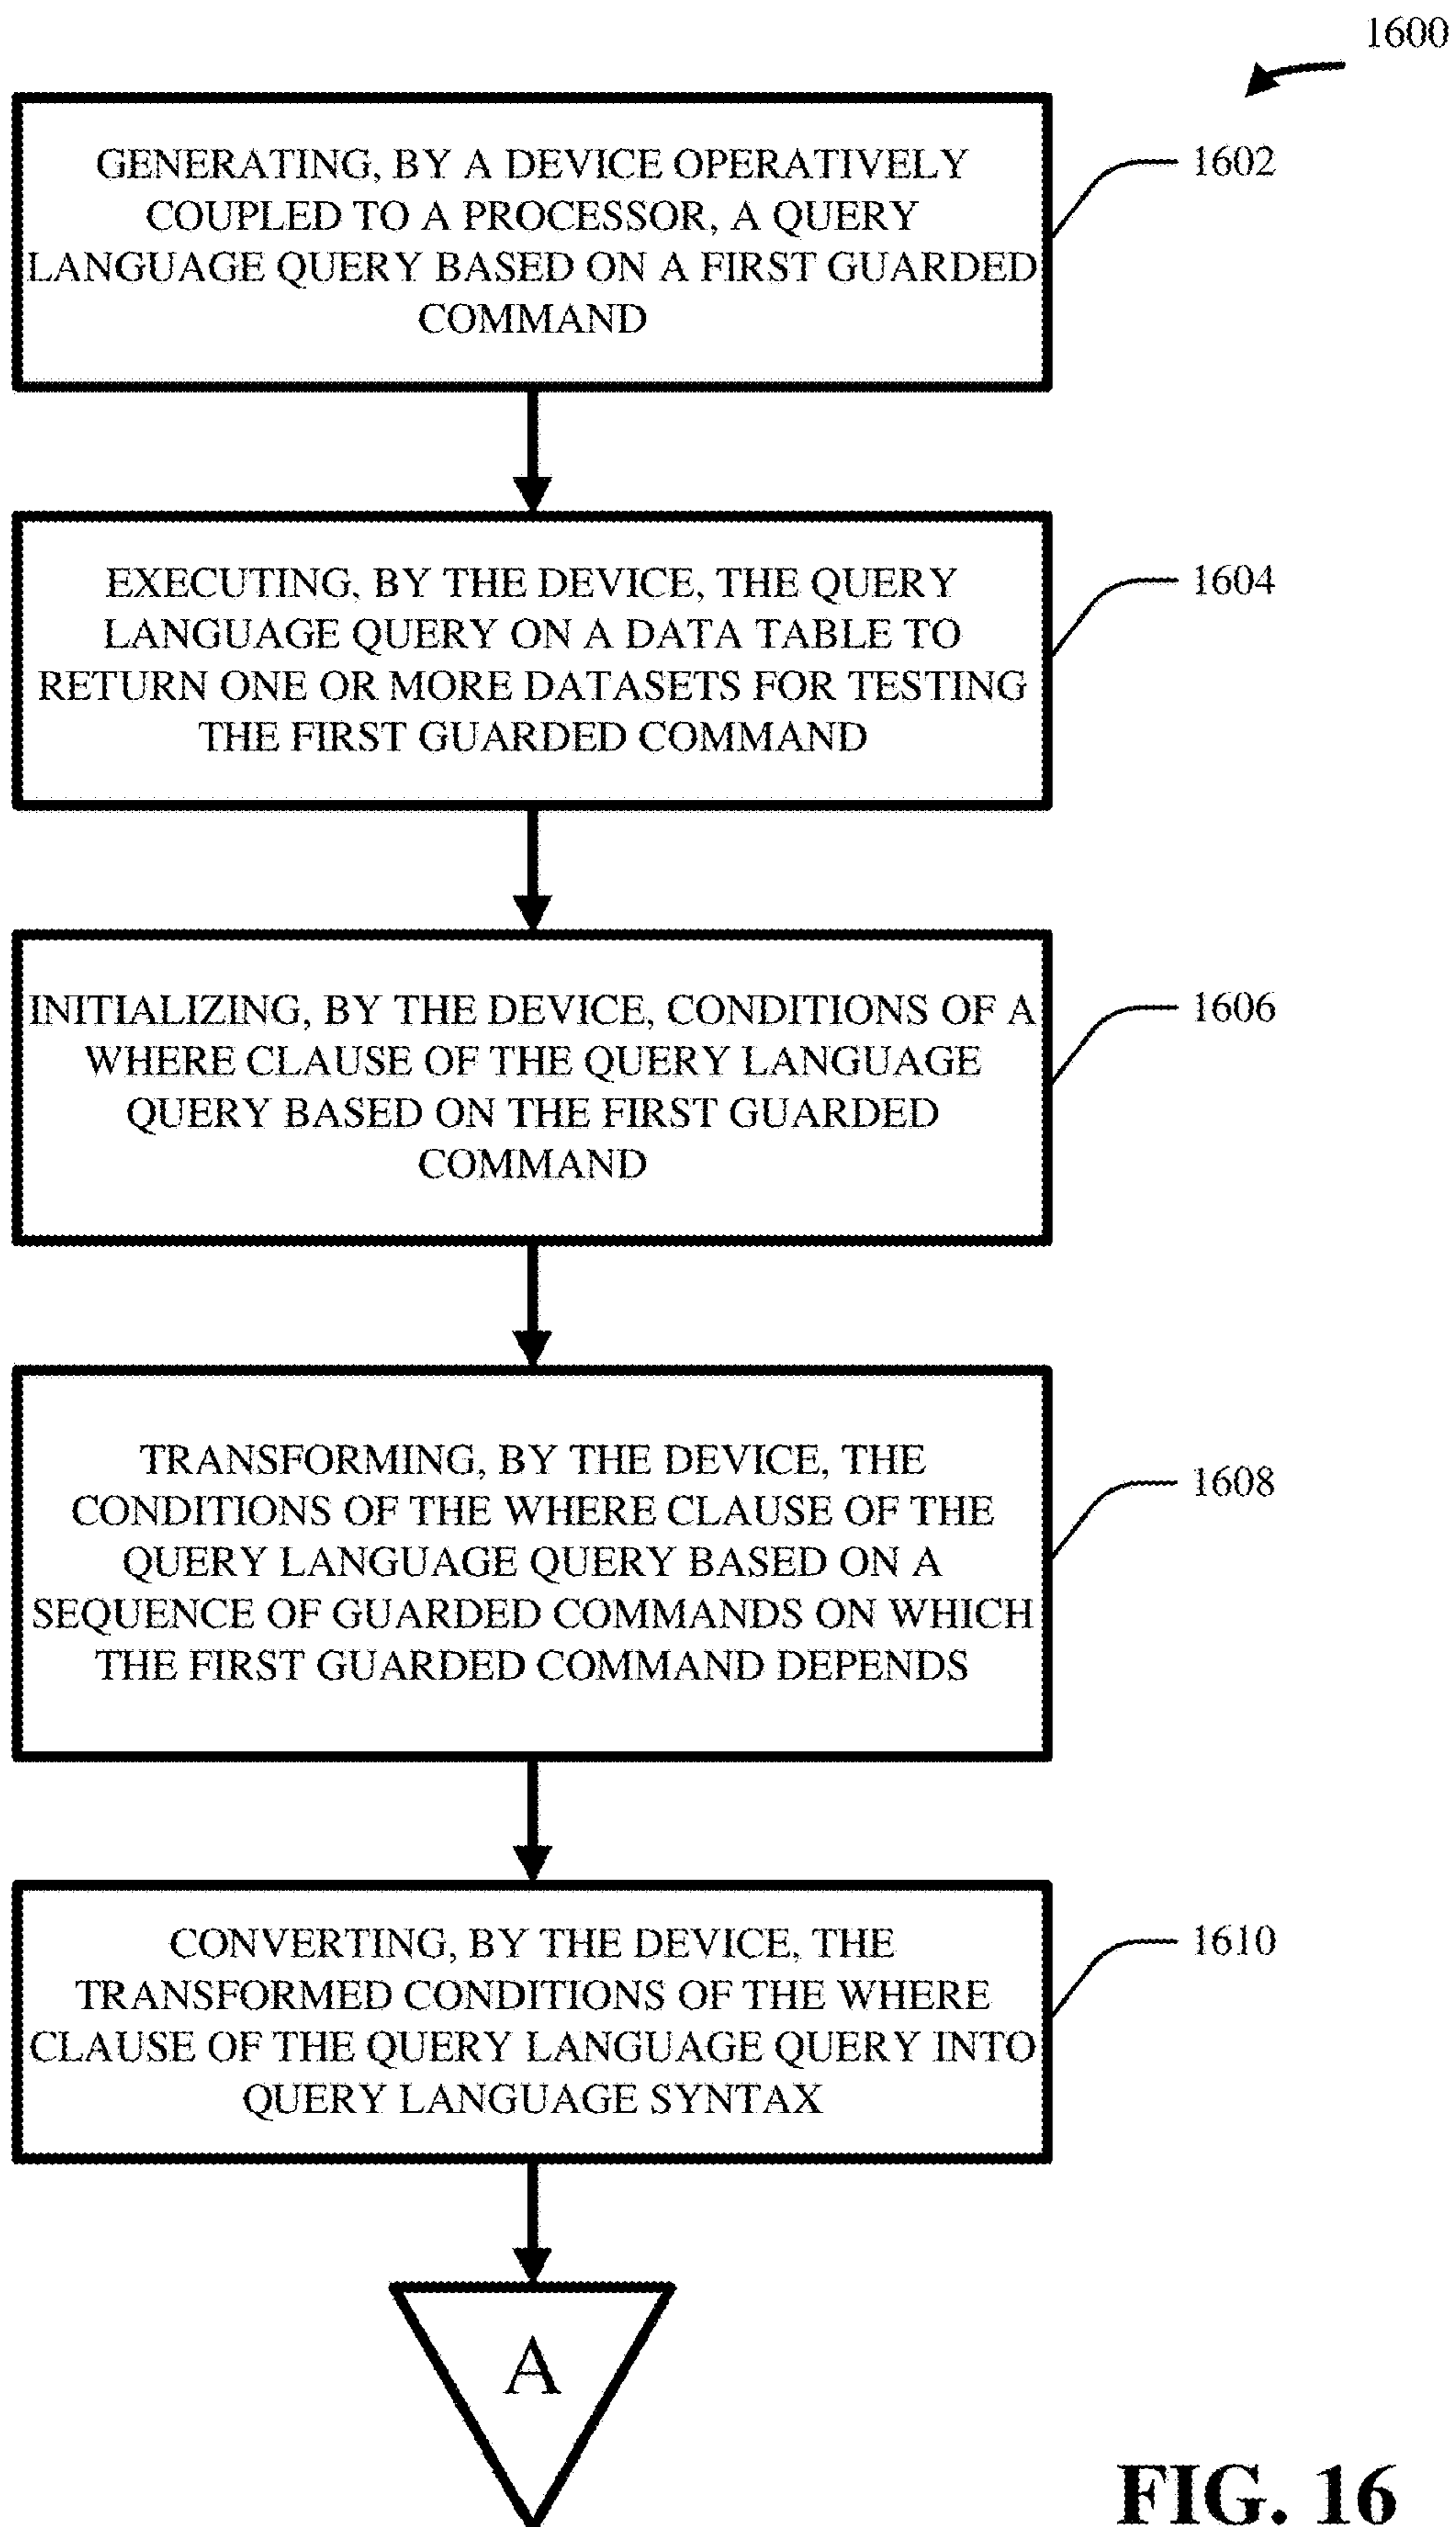 1600
GENERATING, BY A DEVICE OPERATIVELY
COUPLED TO A PROCESSOR, A QUERY
LANGUAGE QUERY BASED ON A FIRST GUARDED
COMMAND
1602
EXECUTING, BY THE DEVICE, THE QUERY
LANGUAGE QUERY ON A DATA TABLE TO
RETURN ONE OR MORE DATASETS FOR TESTING
THE FIRST GUARDED COMMAND
1604
INITIALIZING, BY THE DEVICE, CONDITIONS OF A
WHERE CLAUSE OF THE QUERY LANGUAGE
QUERY BASED ON THE FIRST GUARDED
COMMAND
1606
TRANSFORMING, BY THE DEVICE, THE
CONDITIONS OF THE WHERE CLAUSE OF THE
QUERY LANGUAGE QUERY BASED ON A
SEQUENCE OF GUARDED COMMANDS ON WHICH
THE FIRST GUARDED COMMAND DEPENDS
1608
CONVERTING, BY THE DEVICE, THE
TRANSFORMED CONDITIONS OF THE WHERE
CLAUSE OF THE QUERY LANGUAGE QUERY INTO
QUERY LANGUAGE SYNTAX
1610
A
FIG. 16